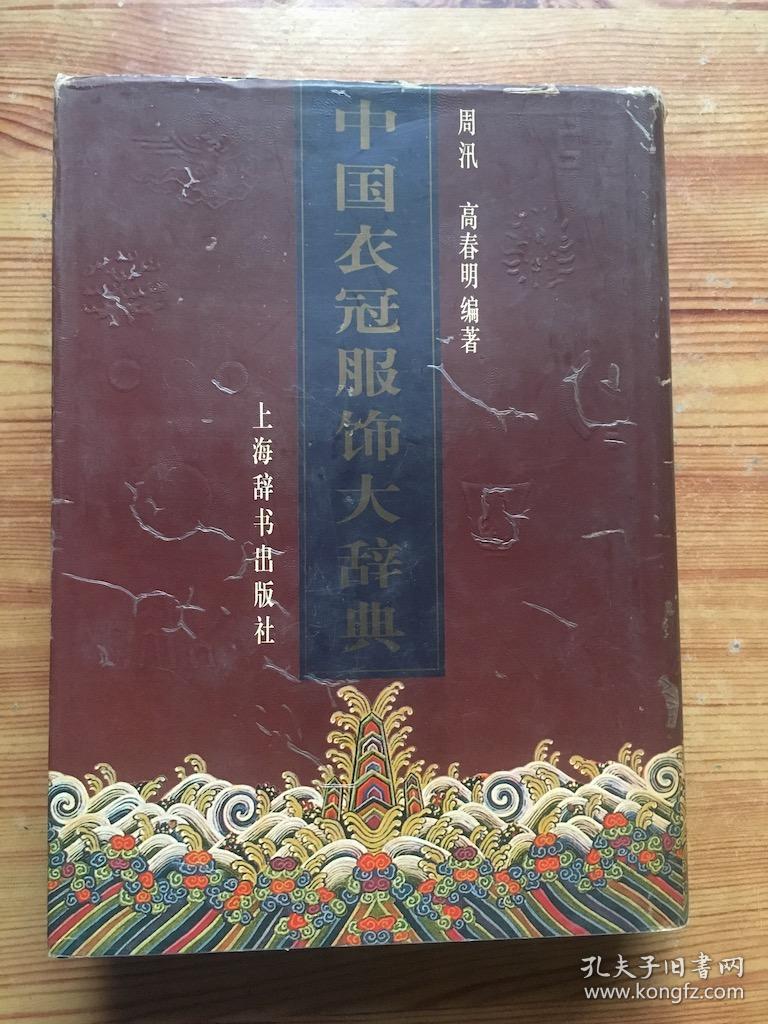 周汛 高春明编著
中国衣冠服饰大辞典
上海辞书出版社
孔夫子旧书网
www.kongfz.com